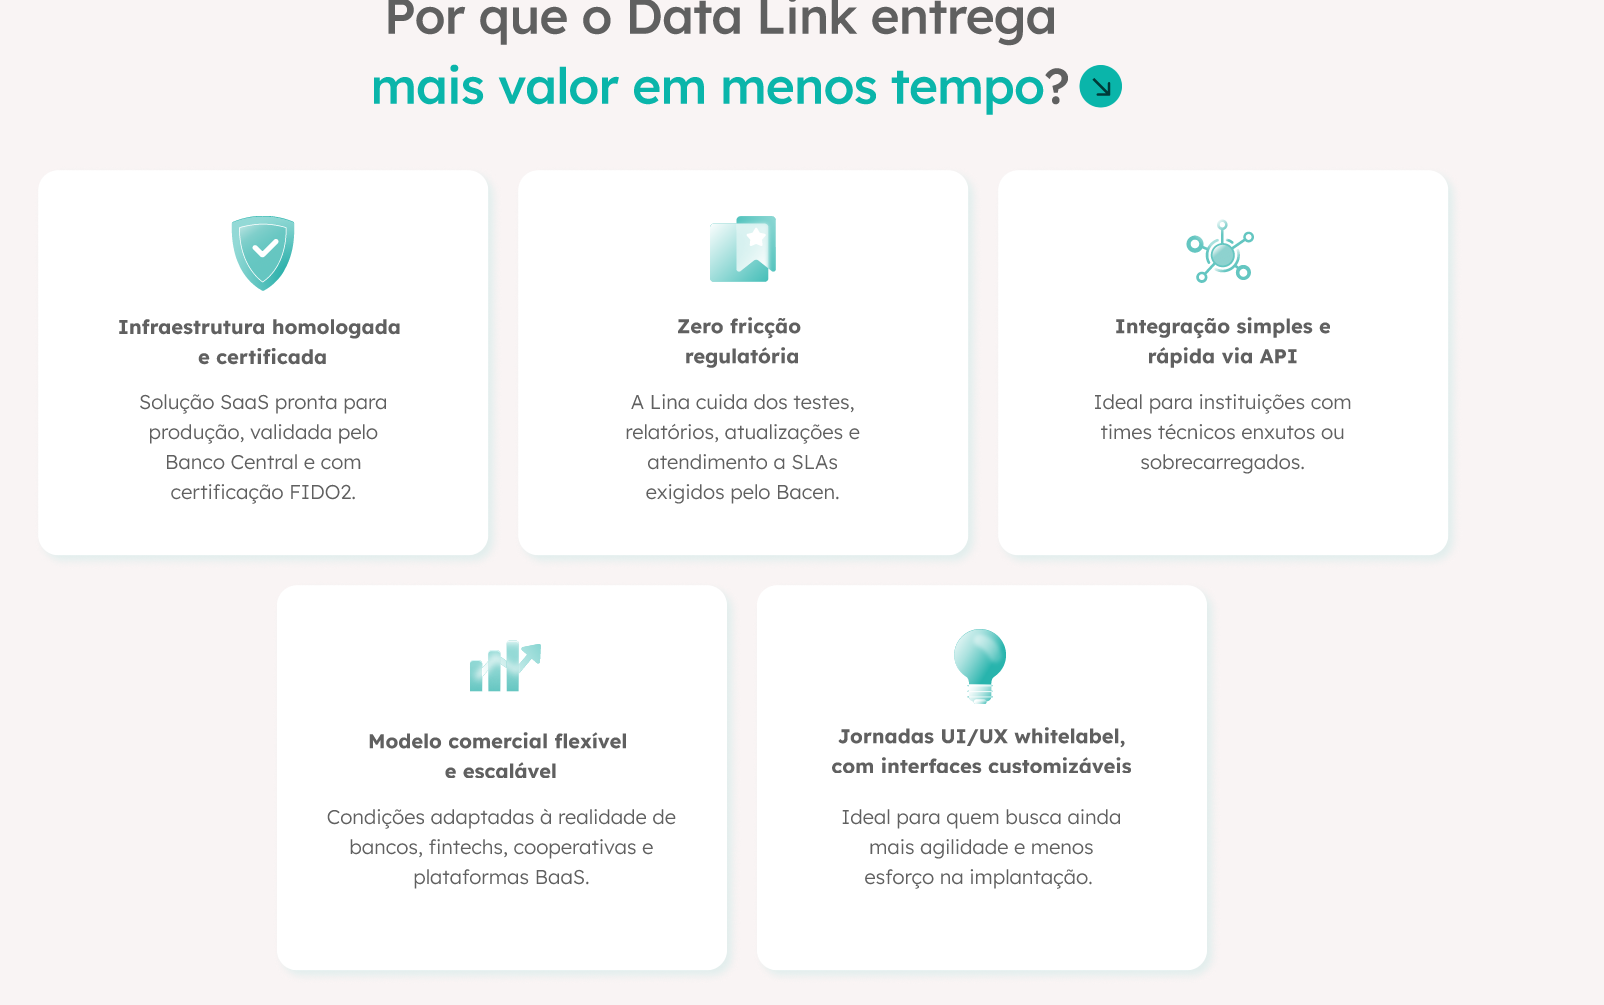 Por que o Data Link entrega
mais valor em menos tempo?
Infraestrutura homologada
e certificada
Solução SaaS pronta para
produção, validada pelo
Banco Central e com
certificação FIDO2.
Zero fricção
regulatória
A Lina cuida dos testes,
relatórios, atualizações e
atendimento a SLAs
exigidos pelo Bacen.
Integração simples e
rápida via API
Ideal para instituições com
times técnicos enxutos ou
sobrecarregados.
Modelo comercial flexível
e escalável
Condições adaptadas à realidade de
bancos, fintechs, cooperativas e
plataformas BaaS.
Jornadas UI/UX whitelabel,
com interfaces customizáveis
Ideal para quem busca ainda
mais agilidade e menos
esforço na implantação.